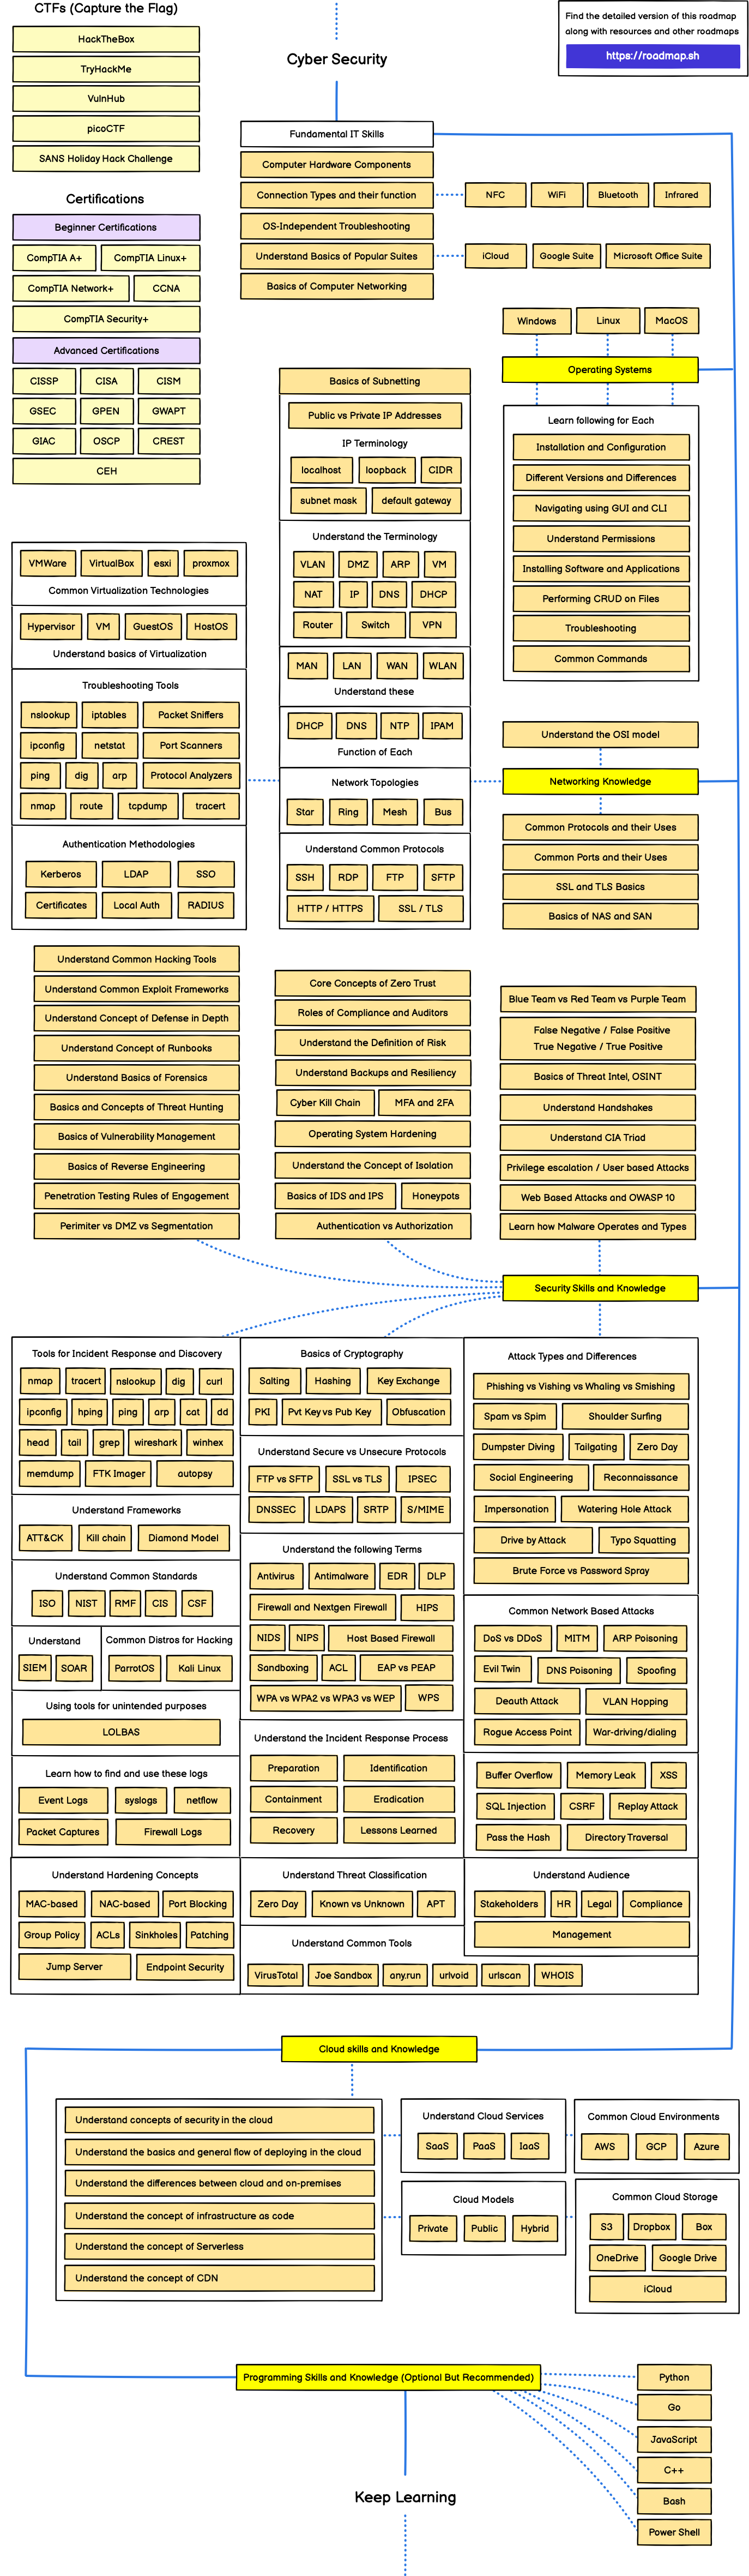 CTFs (Capture the Flag)
HackTheBox
TryHackMe
VulnHub
picoCTF
SANS Holiday Hack Challenge
Certifications
Beginner Certifications
CompTIA A+
CompTIA Linux+
CompTIA Network+
CCNA
CompTIA Security+
Advanced Certifications
CISSP
CISA
CISM
GSEC
GPEN
GWAPT
GIAC
OSCP
CREST
CEH
Find the detailed version of this roadmap
along with resources and other roadmaps
https://roadmap.sh
Cyber Security
Fundamental IT Skills
Computer Hardware Components
Connection Types and their function
NFC
WiFi
Bluetooth
Infrared
OS-Independent Troubleshooting
Understand Basics of Popular Suites
iCloud
Google Suite
Microsoft Office Suite
Basics of Computer Networking
Windows
Linux
MacOS
Operating Systems
Learn following for Each
Installation and Configuration
Different Versions and Differences
Navigating using GUI and CLI
Understand Permissions
Installing Software and Applications
Performing CRUD on Files
Troubleshooting
Common Commands
Basics of Subnetting
Public vs Private IP Addresses
IP Terminology
localhost
loopback
CIDR
subnet mask
default gateway
Understand the Terminology
VLAN
DMZ
ARP
VM
NAT
IP
DNS
DHCP
Router
Switch
VPN
MAN
LAN
WAN
WLAN
Understand these
DHCP
DNS
NTP
IPAM
Function of Each
Network Topologies
Star
Ring
Mesh
Bus
Understand Common Protocols
SSH
RDP
FTP
SFTP
HTTP / HTTPS
SSL / TLS
VMWare
VirtualBox
esxi
proxmox
Common Virtualization Technologies
Hypervisor
VM
GuestOS
HostOS
Understand basics of Virtualization
Troubleshooting Tools
nslookup
iptables
Packet Sniffers
ipconfig
netstat
Port Scanners
ping
dig
arp
Protocol Analyzers
nmap
route
tcpdump
tracert
Authentication Methodologies
Kerberos
LDAP
SSO
Certificates
Local Auth
RADIUS
Understand the OSI model
Networking Knowledge
Common Protocols and their Uses
Common Ports and their Uses
SSL and TLS Basics
Basics of NAS and SAN
Understand Common Hacking Tools
Understand Common Exploit Frameworks
Understand Concept of Defense in Depth
Understand Concept of Runbooks
Understand Basics of Forensics
Basics and Concepts of Threat Hunting
Basics of Vulnerability Management
Basics of Reverse Engineering
Penetration Testing Rules of Engagement
Perimiter vs DMZ vs Segmentation
Core Concepts of Zero Trust
Roles of Compliance and Auditors
Understand the Definition of Risk
Understand Backups and Resiliency
Cyber Kill Chain
MFA and 2FA
Operating System Hardening
Understand the Concept of Isolation
Basics of IDS and IPS
Honeypots
Authentication vs Authorization
Blue Team vs Red Team vs Purple Team
False Negative / False Positive
True Negative / True Positive
Basics of Threat Intel, OSINT
Understand Handshakes
Understand CIA Triad
Privilege escalation / User based Attacks
Web Based Attacks and OWASP 10
Learn how Malware Operates and Types
Security Skills and Knowledge
Tools for Incident Response and Discovery
nmap
tracert
nslookup
dig
curl
ipconfig
hping
ping
arp
cat
dd
head
tail
grep
wireshark
winhex
memdump
FTK Imager
autopsy
Understand Frameworks
ATT&CK
Kill chain
Diamond Model
Understand Common Standards
ISO
NIST
RMF
CIS
CSF
Understand
SIEM
SOAR
Common Distros for Hacking
ParrotOS
Kali Linux
Using tools for unintended purposes
LOLBAS
Learn how to find and use these logs
Event Logs
syslogs
netflow
Packet Captures
Firewall Logs
Understand Hardening Concepts
MAC-based
NAC-based
Port Blocking
Group Policy
ACLs
Sinkholes
Patching
Jump Server
Endpoint Security
Basics of Cryptography
Salting
Hashing
Key Exchange
PKI
Pvt Key vs Pub Key
Obfuscation
Understand Secure vs Unsecure Protocols
FTP vs SFTP
SSL vs TLS
IPSEC
DNSSEC
LDAPS
SRTP
S/MIME
Understand the following Terms
Antivirus
Antimalware
EDR
DLP
Firewall and Nextgen Firewall
HIPS
NIDS
NIPS
Host Based Firewall
Sandboxing
ACL
EAP vs PEAP
WPA vs WPA2 vs WPA3 vs WEP
WPS
Understand the Incident Response Process
Preparation
Identification
Containment
Eradication
Recovery
Lessons Learned
Understand Threat Classification
Zero Day
Known vs Unknown
APT
Understand Common Tools
VirusTotal
Joe Sandbox
any.run
urlvoid
urlscan
WHOIS
Attack Types and Differences
Phishing vs Vishing vs Whaling vs Smishing
Spam vs Spim
Shoulder Surfing
Dumpster Diving
Tailgating
Zero Day
Social Engineering
Reconnaissance
Impersonation
Watering Hole Attack
Drive by Attack
Typo Squatting
Brute Force vs Password Spray
Common Network Based Attacks
DoS vs DDoS
MITM
ARP Poisoning
Evil Twin
DNS Poisoning
Spoofing
Deauth Attack
VLAN Hopping
Rogue Access Point
War-driving/dialing
Buffer Overflow
Memory Leak
XSS
SQL Injection
CSRF
Replay Attack
Pass the Hash
Directory Traversal
Understand Audience
Stakeholders
HR
Legal
Compliance
Management
Cloud skills and Knowledge
Understand concepts of security in the cloud
Understand the basics and general flow of deploying in the cloud
Understand the differences between cloud and on-premises
Understand the concept of infrastructure as code
Understand the concept of Serverless
Understand the concept of CDN
Understand Cloud Services
SaaS
PaaS
IaaS
Cloud Models
Private
Public
Hybrid
Common Cloud Environments
AWS
GCP
Azure
Common Cloud Storage
S3
Dropbox
Box
OneDrive
Google Drive
iCloud
Programming Skills and Knowledge (Optional But Recommended)
Python
Go
JavaScript
C++
Bash
Power Shell
Keep Learning